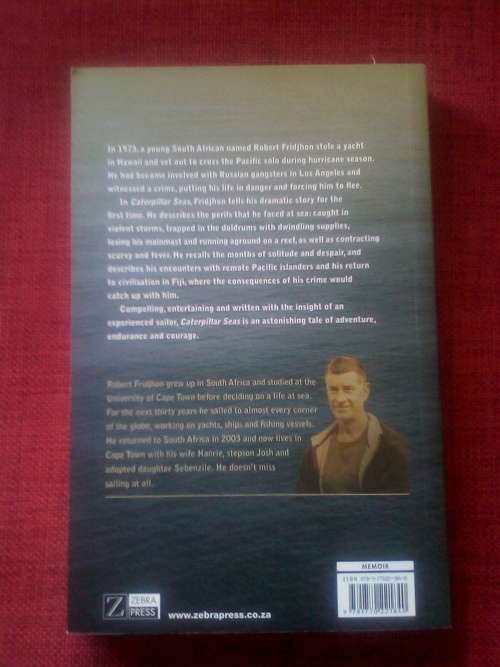 In 1973, a young South African named Robert Fridjhon stole a yacht
in Hawaii and set out to cross the Pacific solo during hurricane season.
He had become involved with Russian gangsters in Los Angeles and
witnessed a crime, putting his life in danger and forcing him to flee.
In Caterpillar Seas, Fridjhon tells his dramatic story for the
first time. He describes the perils that he faced at sea: caught in
violent storms, trapped in the doldrums with dwindling supplies,
losing his mainmast and running aground on a reef, as well as contracting
scurvy and fever. He recalls the months of solitude and despair, and
describes his encounters with remote Pacific islanders and his return
to civilisation in Fiji, where the consequences of his crime would
catch up with him.
Compelling, entertaining and written with the insight of an
experienced sailor, Caterpillar Seas is an astonishing tale of adventure,
endurance and courage.
Robert Fridjhon grew up in South Africa and studied at the
University of Cape Town before deciding on a life at sea.
For the next thirty years he sailed to almost every corner
of the globe, working on yachts, ships and fishing vessels.
He returned to South Africa in 2003 and now lives in
Cape Town with his wife Hanrie, stepson Josh and
adopted daughter Sebenzile. He doesn't miss
sailing at all.
MEMOIR
ISBN
Z ZEBRA
PRESS
www.zebrapress.co.za